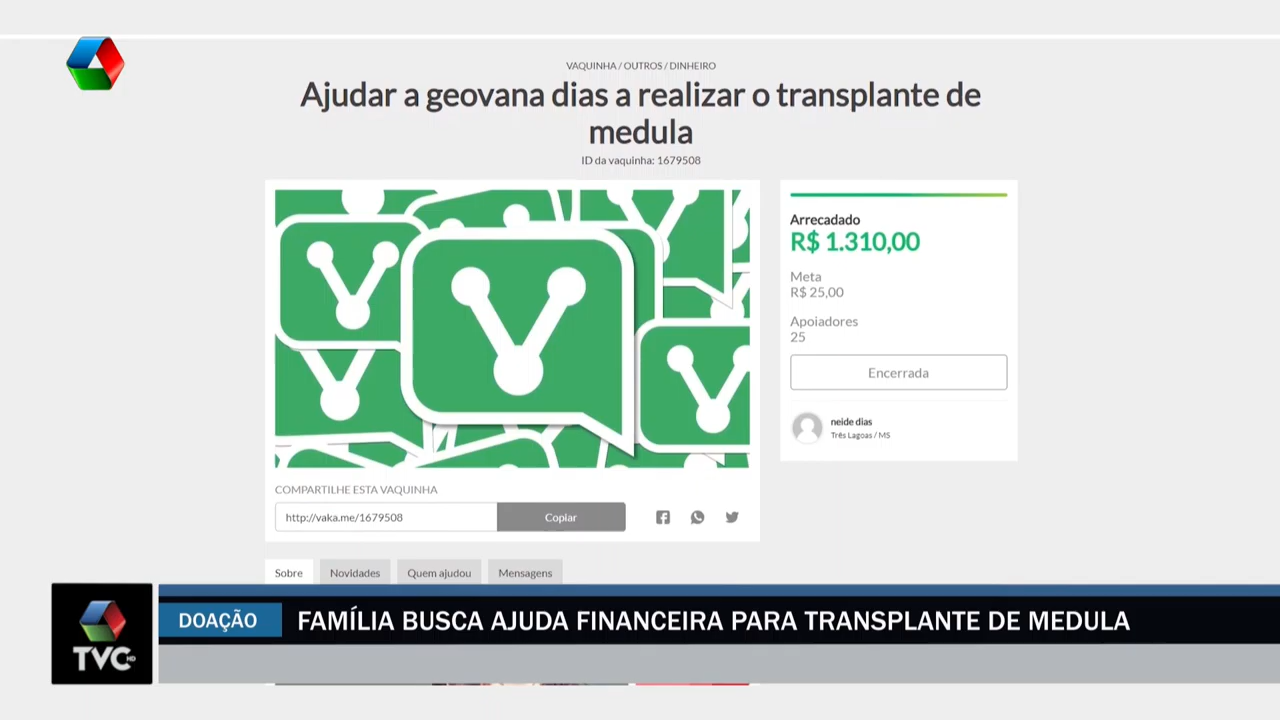 VAQUINHA / OUTROS / DINHEIRO
Ajudar a geovana dias a realizar o transplante de
medula
ID da vaquinha: 1679508
Arrecadado
R$ 1.310,00
Meta
R$ 25,00
Apoiadores
25
Encerrada
neide dias
Três Lagoas / MS
COMPARTILHE ESTA VAQUINHA
http://vaka.me/1679508
Copiar
Sobre
Novidades
Quem ajudou
Mensagens
DOAÇÃO
FAMÍLIA BUSCA AJUDA FINANCEIRA PARA TRANSPLANTE DE MEDULA
TVC HD